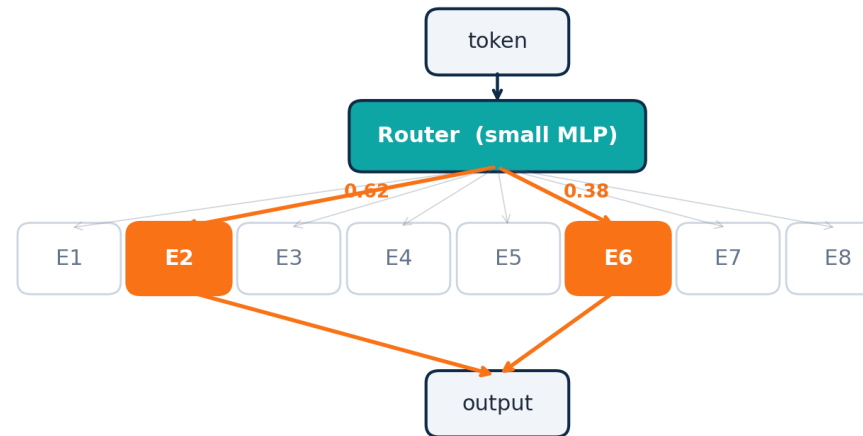 token
Router (small MLP)
0.62
0.38
E1
E2
E3
E4
E5
E6
E7
E8
output